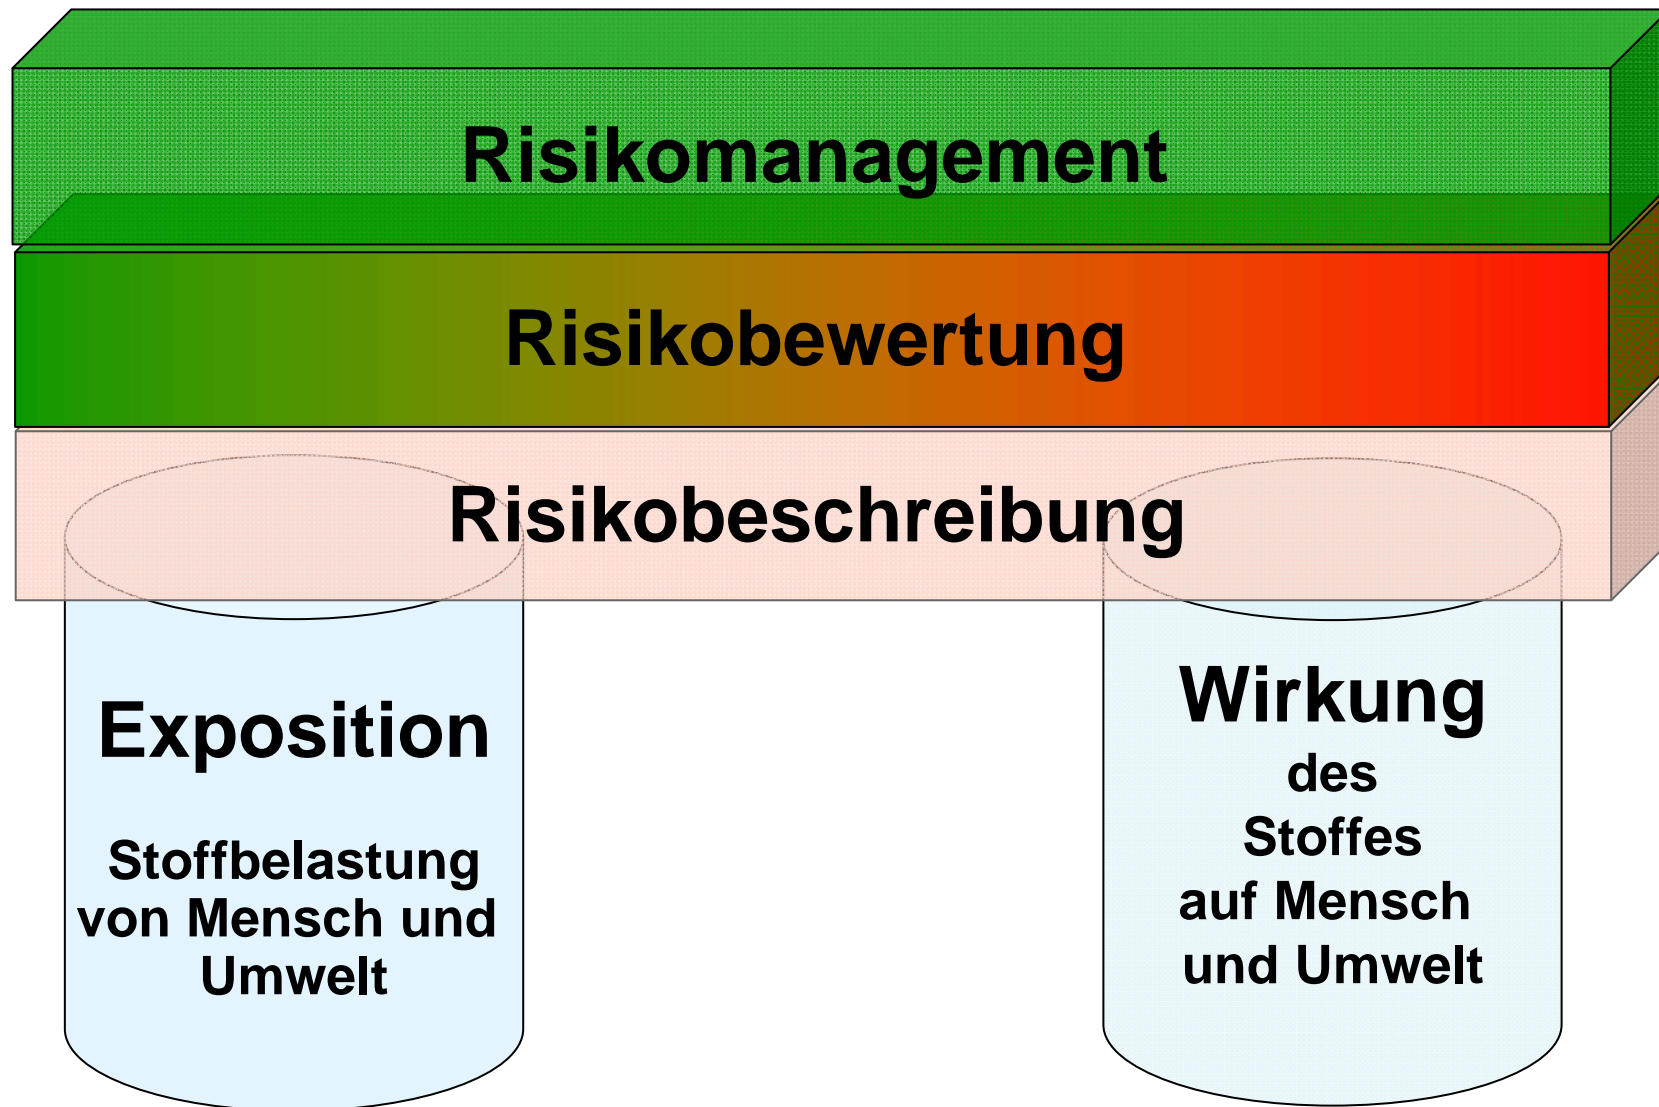 Risikomanagement
Risikobewertung
Risikobeschreibung
Exposition
Stoffbelastung
von Mensch und
Umwelt
Wirkung
des
Stoffes
auf Mensch
und Umwelt